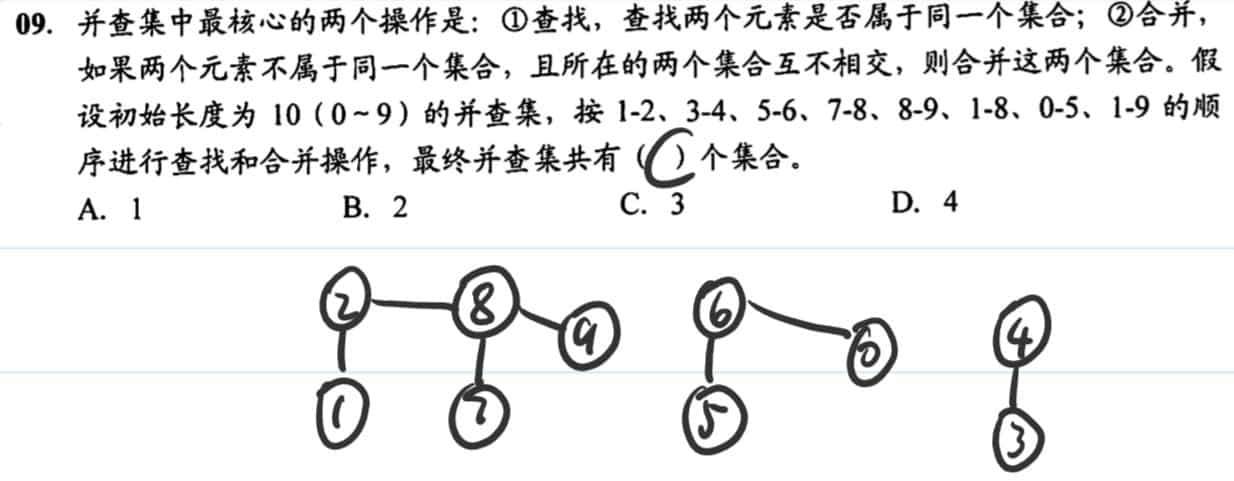 09. 并查集中最核心的两个操作是：①查找，查找两个元素是否属于同一个集合；②合并，
如果两个元素不属于同一个集合，且所在的两个集合互不相交，则合并这两个集合。假
设初始长度为 10（0~9）的并查集，按 1-2、3-4、5-6、7-8、8-9、1-8、0-5、1-9 的顺
序进行查找和合并操作，最终并查集共有（C）个集合。
A. 1 B. 2 C. 3 D. 4
2 8 9 6 0 4
1 7 5 3